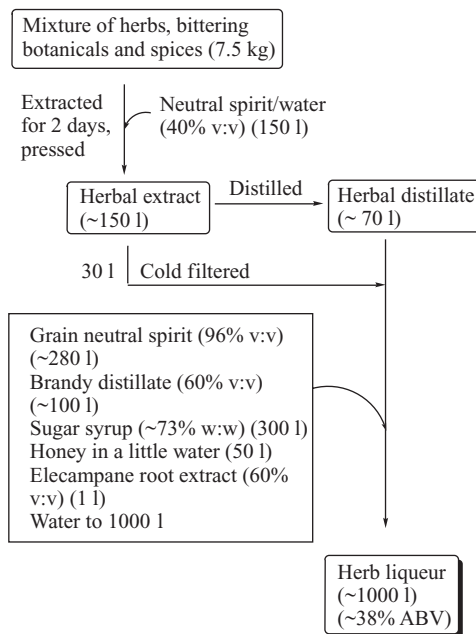 Mixture of herbs, bittering
botanicals and spices (7.5 kg)
Extracted
for 2 days,
pressed
Neutral spirit/water
(40% v:v) (150 l)
Herbal extract
(~150 l)
Distilled
Herbal distillate
(~ 70 l)
30 l
Cold filtered
Grain neutral spirit (96% v:v)
(~280 l)
Brandy distillate (60% v:v)
(~100 l)
Sugar syrup (~73% w:w) (300 l)
Honey in a little water (50 l)
Elecampane root extract (60%
v:v) (1 l)
Water to 1000 l
Herb liqueur
(~1000 l)
(~38% ABV)